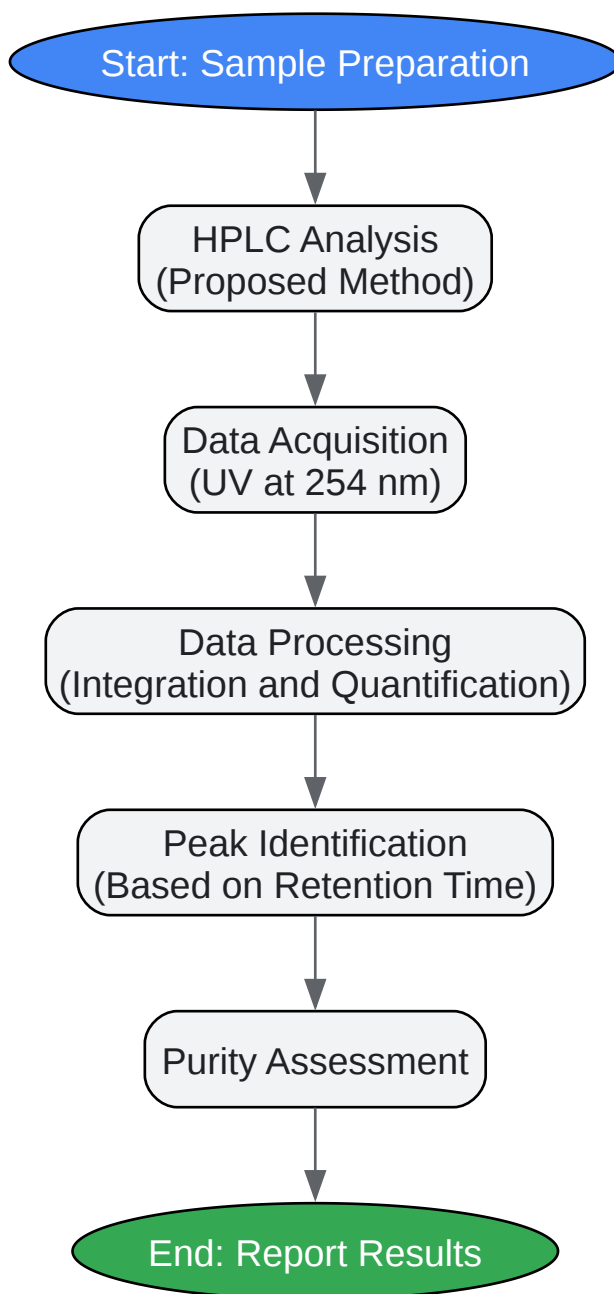 Start: Sample Preparation
HPLC Analysis
(Proposed Method)
Data Acquisition
(UV at 254 nm)
Data Processing
(Integration and Quantification)
Peak Identification
(Based on Retention Time)
Purity Assessment
End: Report Results